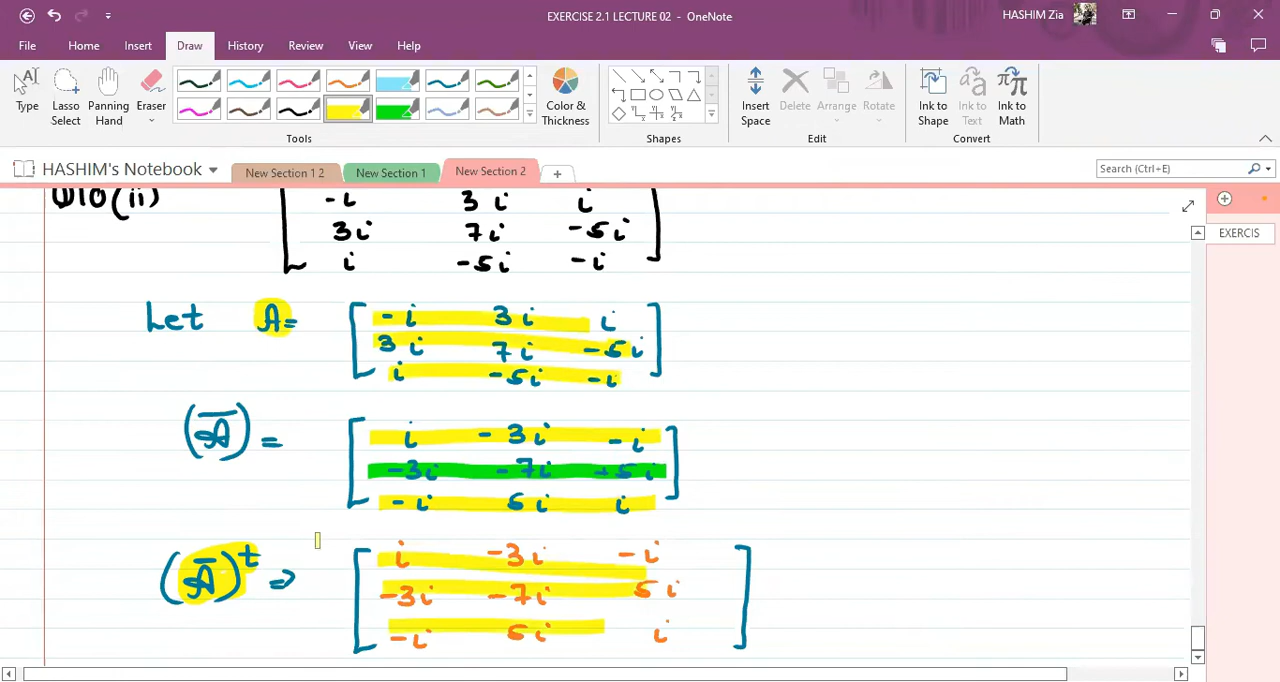 EXERCISE 2.1 LECTURE 02 - OneNote
HASHIM Zia
File Home Insert Draw History Review View Help
Type
Lasso Select
Panning Hand
Eraser
Color & Thickness
Insert Space
Delete
Arrange
Rotate
Ink to Shape
Ink to Text
Ink to Math
Tools
Shapes
Edit
Convert
HASHIM's Notebook
New Section 1 2
New Section 1
New Section 2
Search (Ctrl+E)
EXERCIS
Q10(ii)
-i 3i i
3i 7i -5i
i -5i -i
Let A=
-i 3i i
3i 7i -5i
i -5i -i
(A̅) =
i -3i -i
-3i -7i +5i
-i 5i i
(A̅)ᵗ ⇒
i -3i -i
-3i -7i 5i
-i 5i i